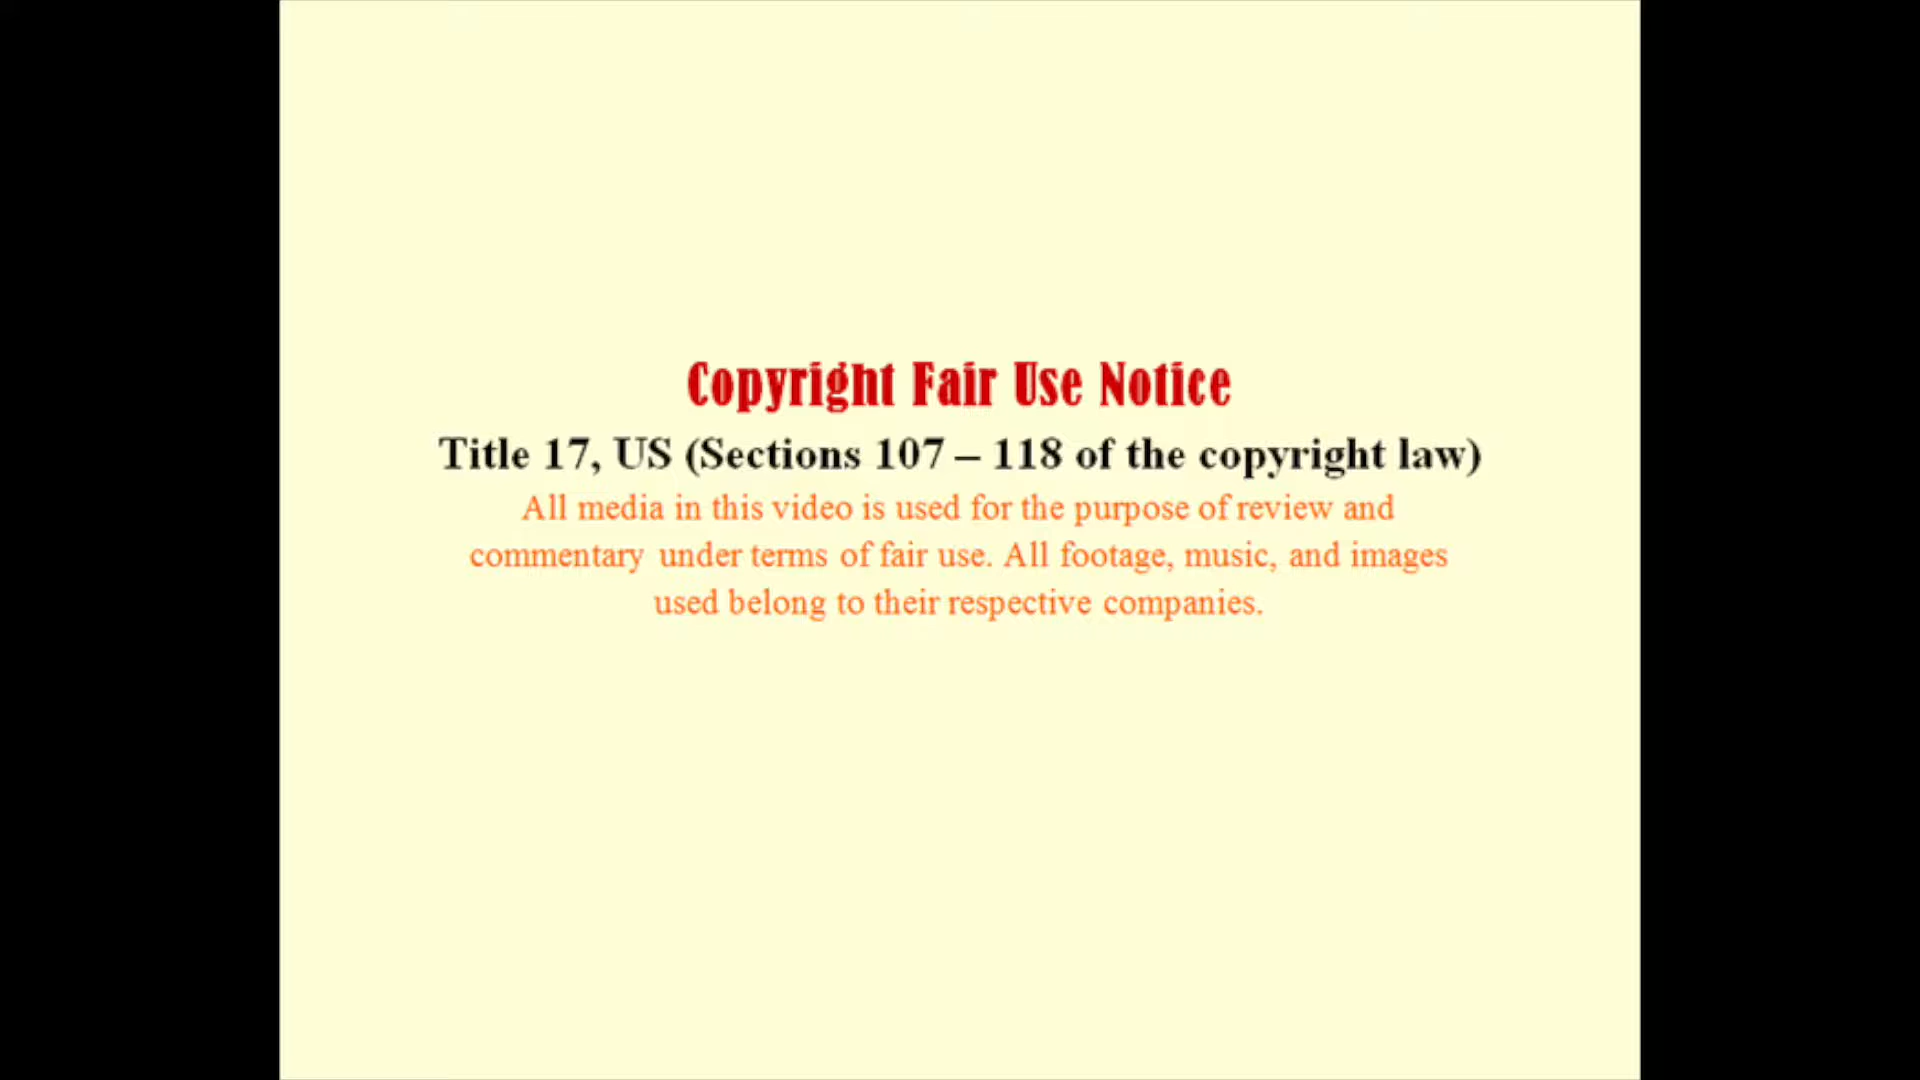 Copyright Fair Use Notice
Title 17, US (Sections 107 – 118 of the copyright law)
All media in this video is used for the purpose of review and
commentary under terms of fair use. All footage, music, and images
used belong to their respective companies.